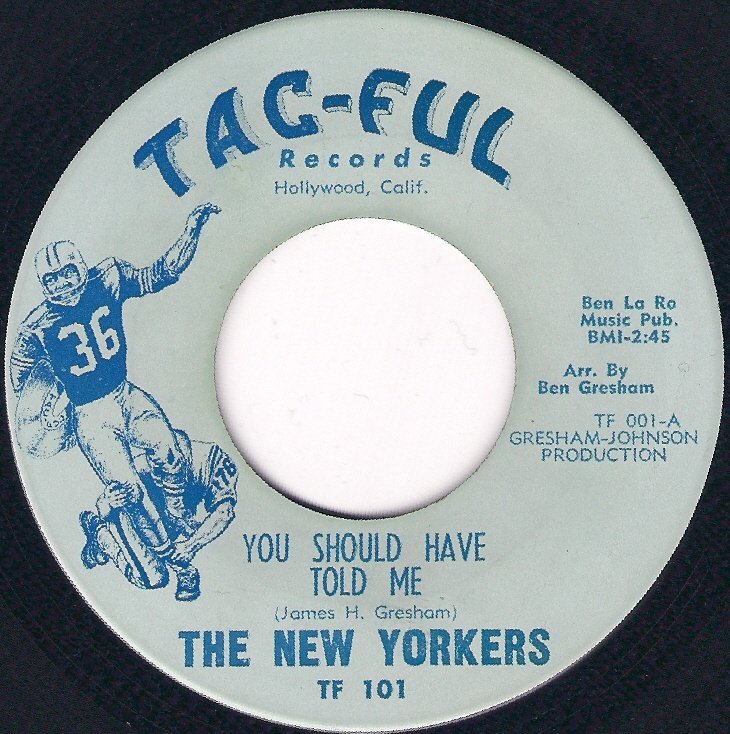 TAC-FUL
Records
Hollywood, Calif.
36
78
Ben La Ro
Music Pub.
BMI-2:45
Arr. By
Ben Gresham
TF 001-A
GRESHAM-JOHNSON
PRODUCTION
YOU SHOULD HAVE
TOLD ME
(James H. Gresham)
THE NEW YORKERS
TF 101